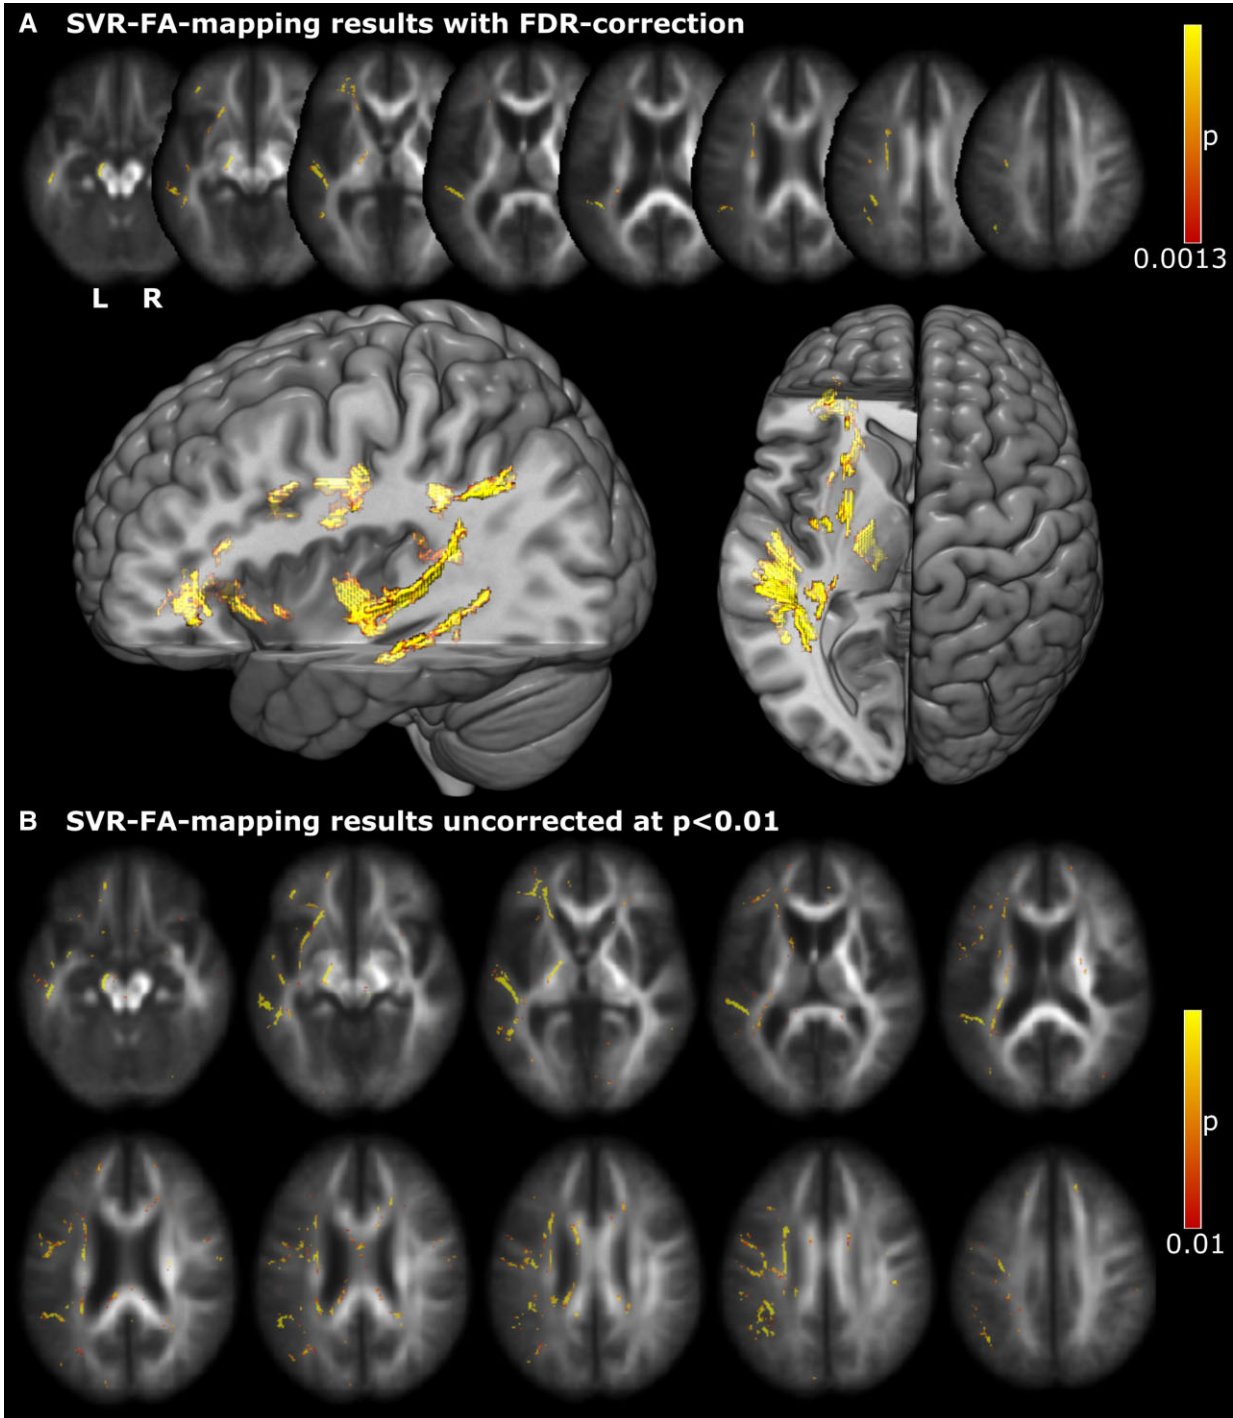 A SVR-FA-mapping results with FDR-correction
p
0.0013
L R
B SVR-FA-mapping results uncorrected at p<0.01
p
0.01